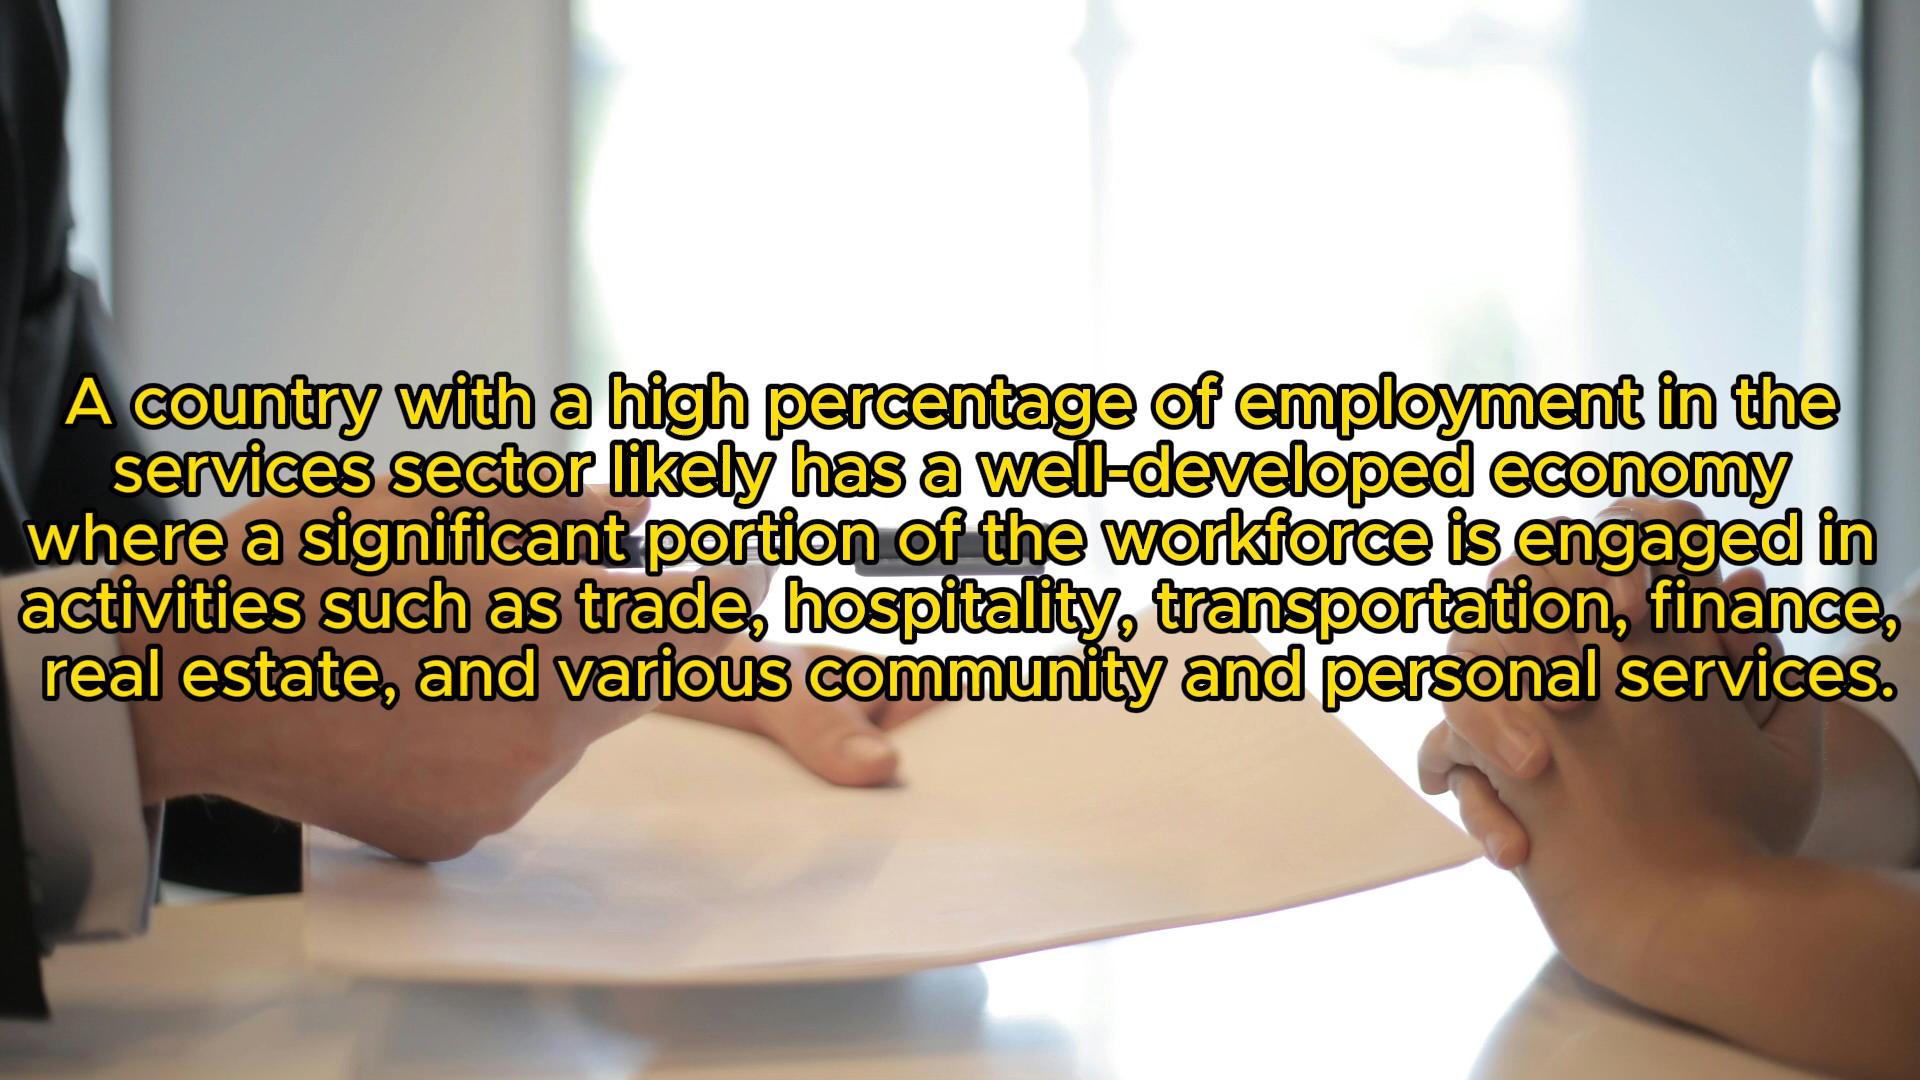 A country with a high percentage of employment in the
services sector likely has a well-developed economy
where a significant portion of the workforce is engaged in
activities such as trade, hospitality, transportation, finance,
real estate, and various community and personal services.